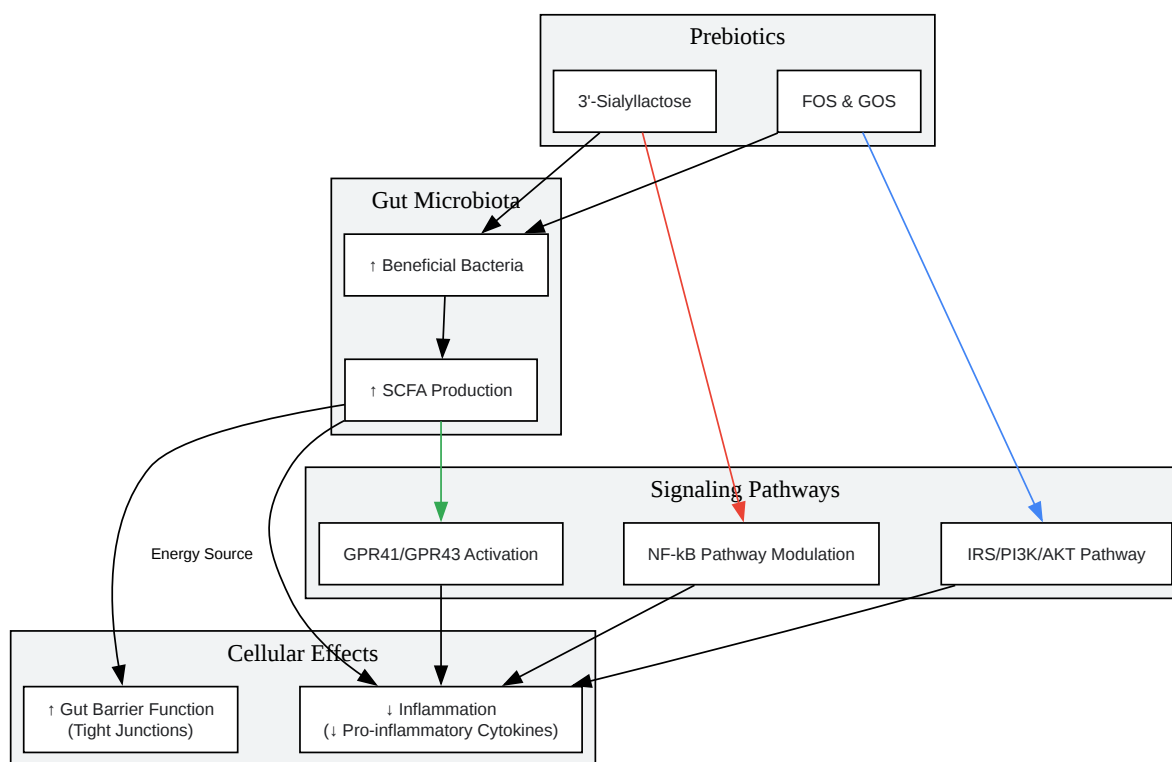 Prebiotics
3'-Sialyllactose
FOS & GOS
Gut Microbiota
↑ Beneficial Bacteria
↑ SCFA Production
Signaling Pathways
GPR41/GPR43 Activation
NF-kB Pathway Modulation
IRS/PI3K/AKT Pathway
Energy Source
Cellular Effects
↑ Gut Barrier Function
(Tight Junctions)
↓ Inflammation
(↓ Pro-inflammatory Cytokines)